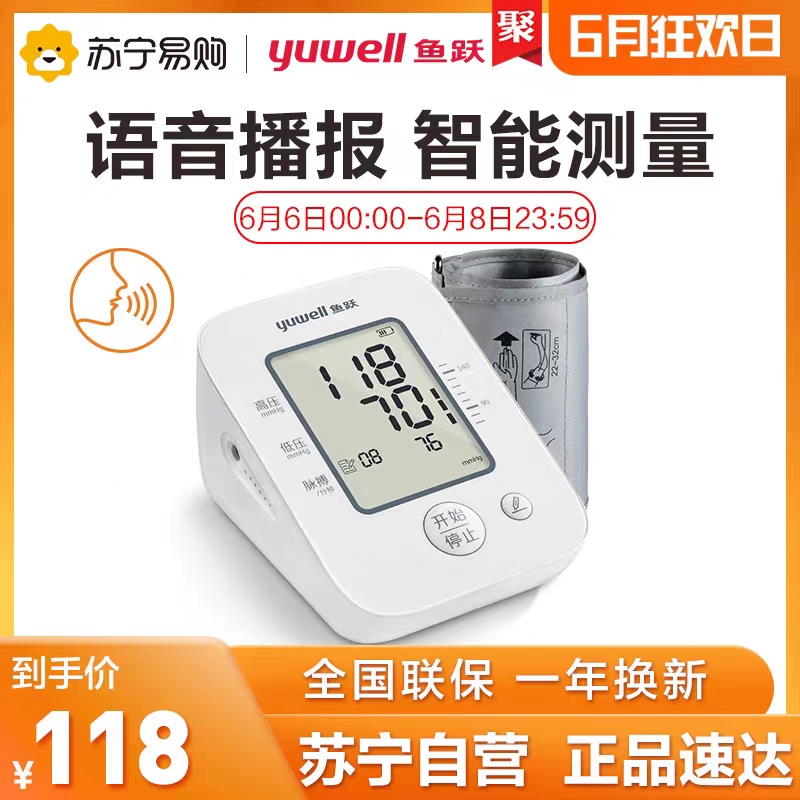 苏宁易购 yuwell 鱼跃 聚 6月狂欢日
语音播报 智能测量
6月6日00:00-6月8日23:59
yuwell 鱼跃
118
高压
mmHg
140
701
90
低压
mmHg
08 76
mmHg
脉搏
/分钟
开始
停止
22~32cm
到手价
¥118
全国联保 一年换新
苏宁自营 正品速达